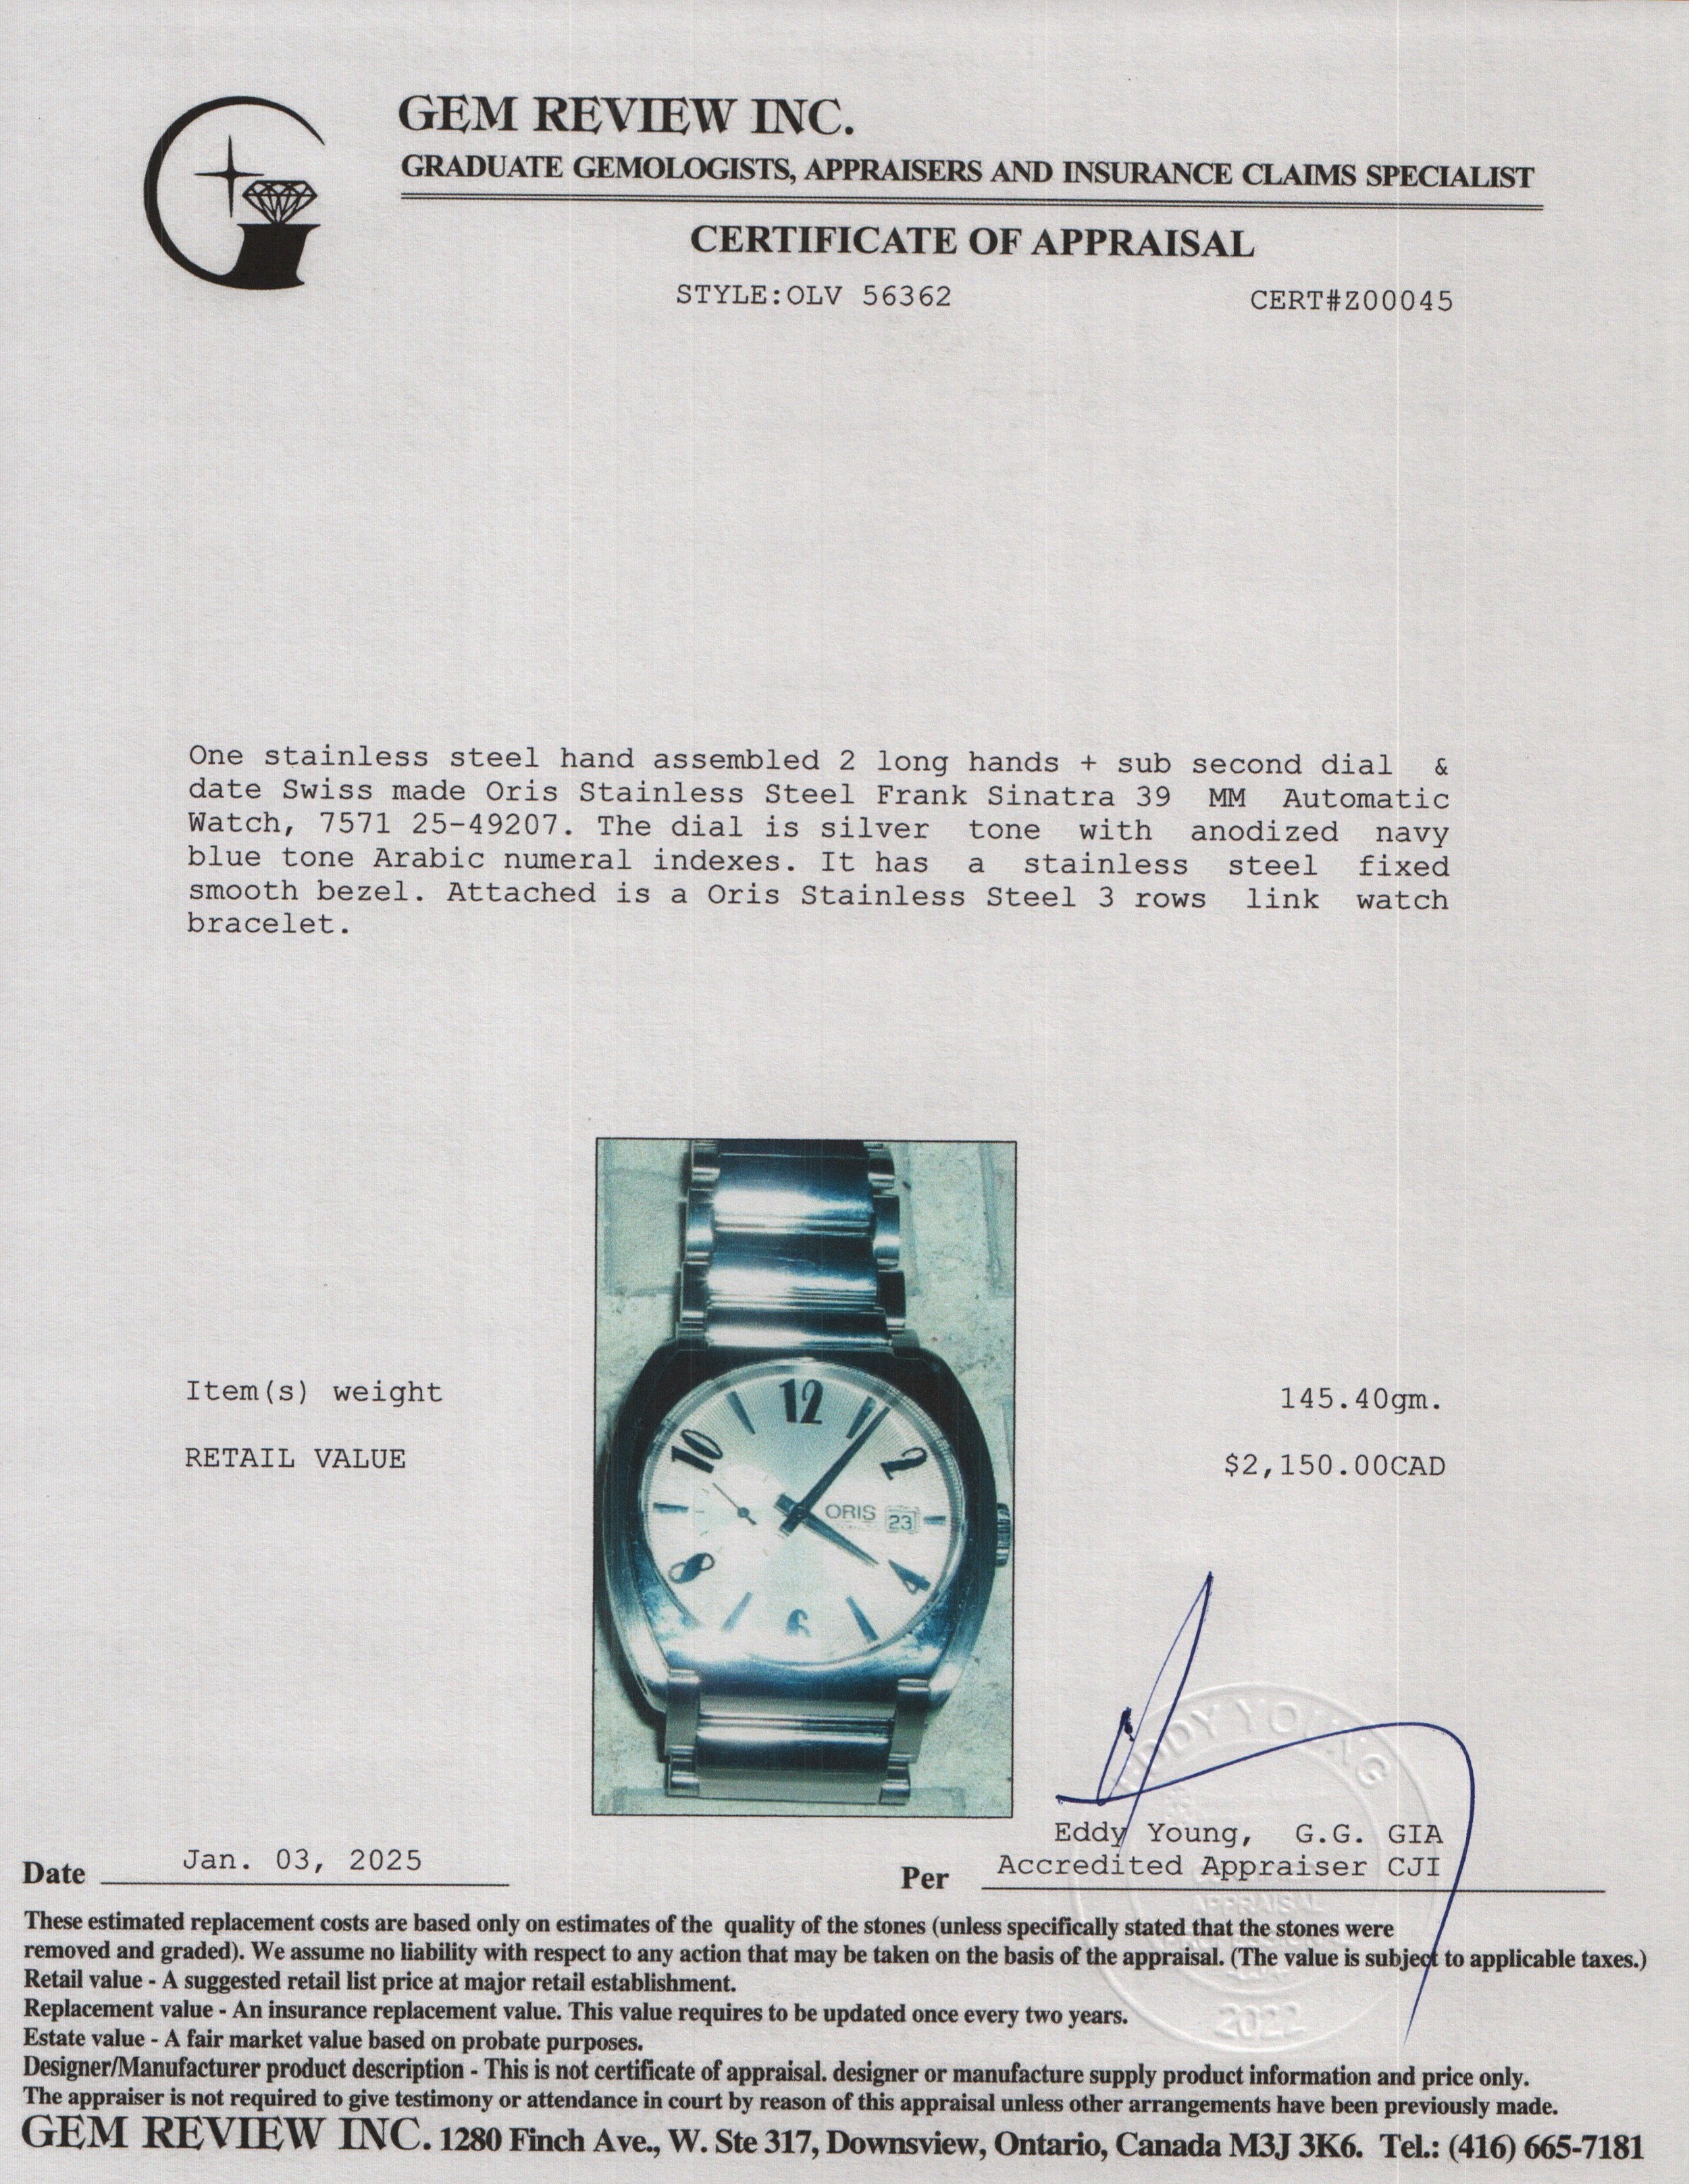 GEM REVIEW INC.
GRADUATE GEMOLOGISTS, APPRAISERS AND INSURANCE CLAIMS SPECIALIST
CERTIFICATE OF APPRAISAL
STYLE:OLV 56362 CERT#Z00045
One stainless steel hand assembled 2 long hands + sub second dial &
date Swiss made Oris Stainless Steel Frank Sinatra 39 MM Automatic
Watch, 7571 25-49207. The dial is silver tone with anodized navy
blue tone Arabic numeral indexes. It has a stainless steel fixed
smooth bezel. Attached is a Oris Stainless Steel 3 rows link watch
bracelet.
12
10
2
ORIS 23
8
4
6
Item(s) weight 145.40gm.
RETAIL VALUE $2,150.00CAD
EDDY YOUNG
Eddy Young, G.G. GIA
Date Jan. 03, 2025 Per Accredited Appraiser CJI
APPRAISAL
2022
These estimated replacement costs are based only on estimates of the quality of the stones (unless specifically stated that the stones were
removed and graded). We assume no liability with respect to any action that may be taken on the basis of the appraisal. (The value is subject to applicable taxes.)
Retail value - A suggested retail list price at major retail establishment.
Replacement value - An insurance replacement value. This value requires to be updated once every two years.
Estate value - A fair market value based on probate purposes.
Designer/Manufacturer product description - This is not certificate of appraisal. designer or manufacture supply product information and price only.
The appraiser is not required to give testimony or attendance in court by reason of this appraisal unless other arrangements have been previously made.
GEM REVIEW INC. 1280 Finch Ave., W. Ste 317, Downsview, Ontario, Canada M3J 3K6. Tel.: (416) 665-7181